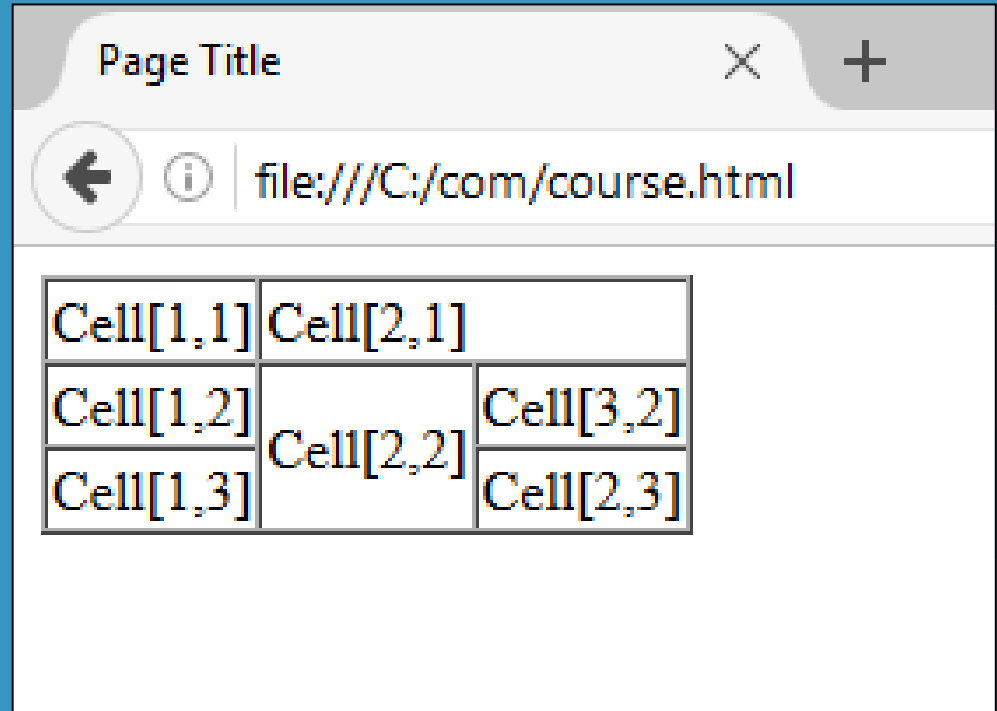 Page Title
file:///C:/com/course.html
Cell[1,1] Cell[2,1]
Cell[1,2] Cell[2,2] Cell[3,2]
Cell[1,3] Cell[2,3]